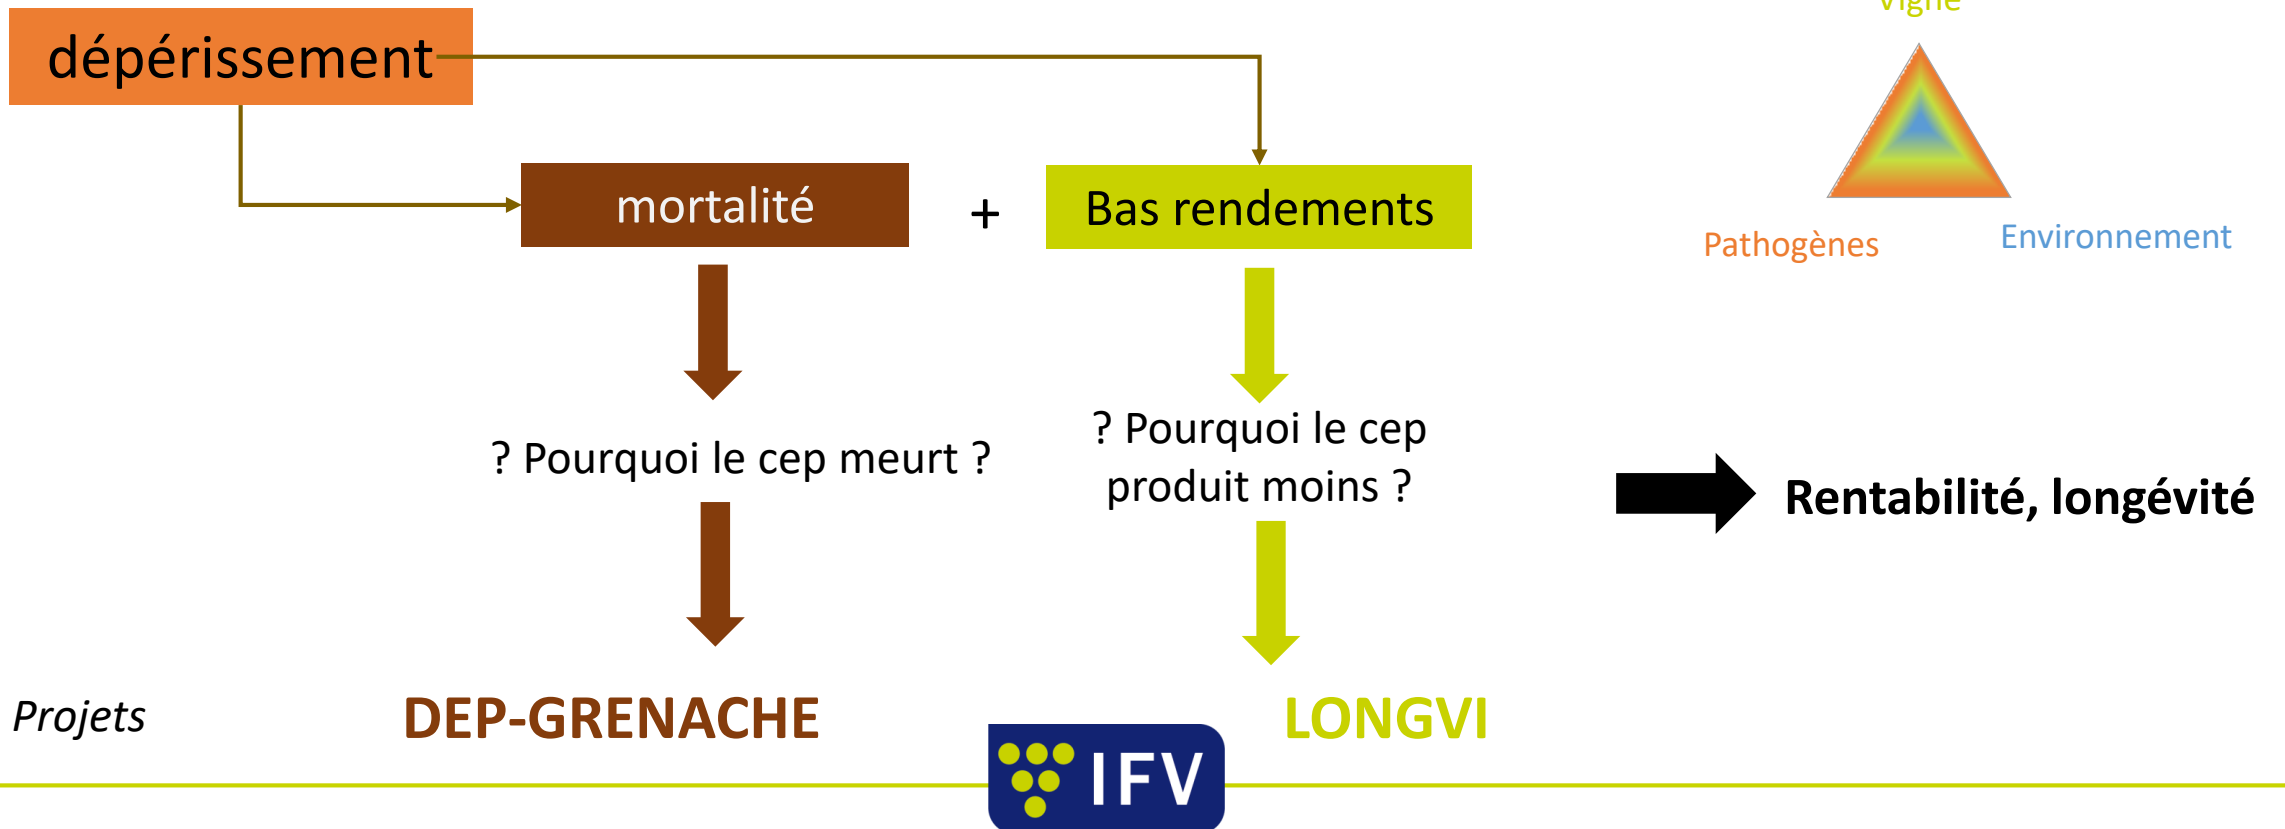 Vigne
dépérissement
mortalité
+
Bas rendements
Pathogènes
Environnement
? Pourquoi le cep meurt ?
? Pourquoi le cep
produit moins ?
Rentabilité, longévité
Projets
DEP-GRENACHE
LONGVI
IFV